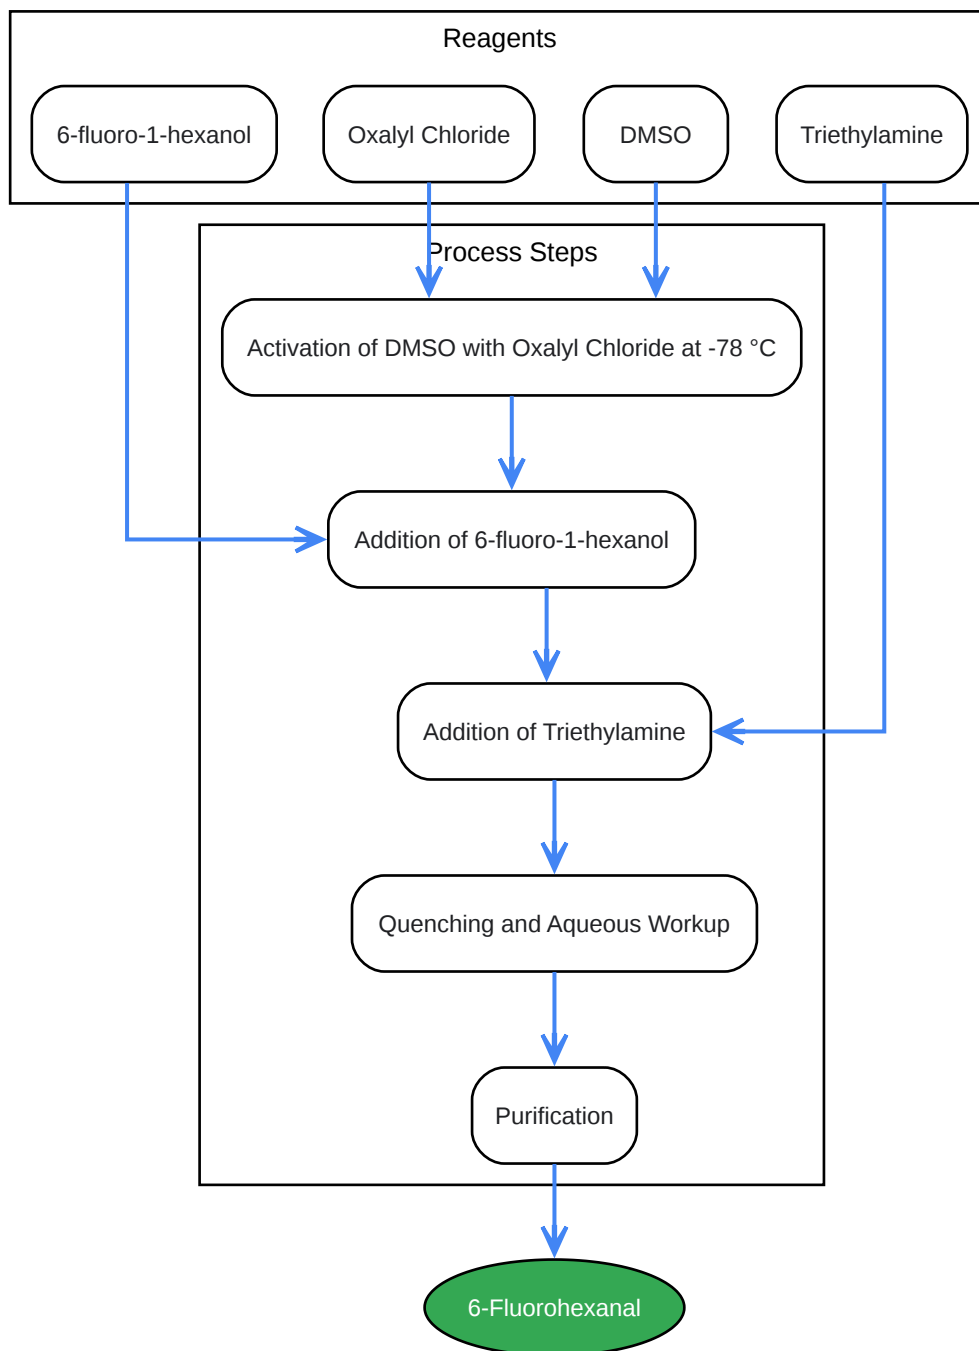 Reagents
6-fluoro-1-hexanol
Oxalyl Chloride
DMSO
Triethylamine
Process Steps
Activation of DMSO with Oxalyl Chloride at -78 °C
Addition of 6-fluoro-1-hexanol
Addition of Triethylamine
Quenching and Aqueous Workup
Purification
6-Fluorohexanal